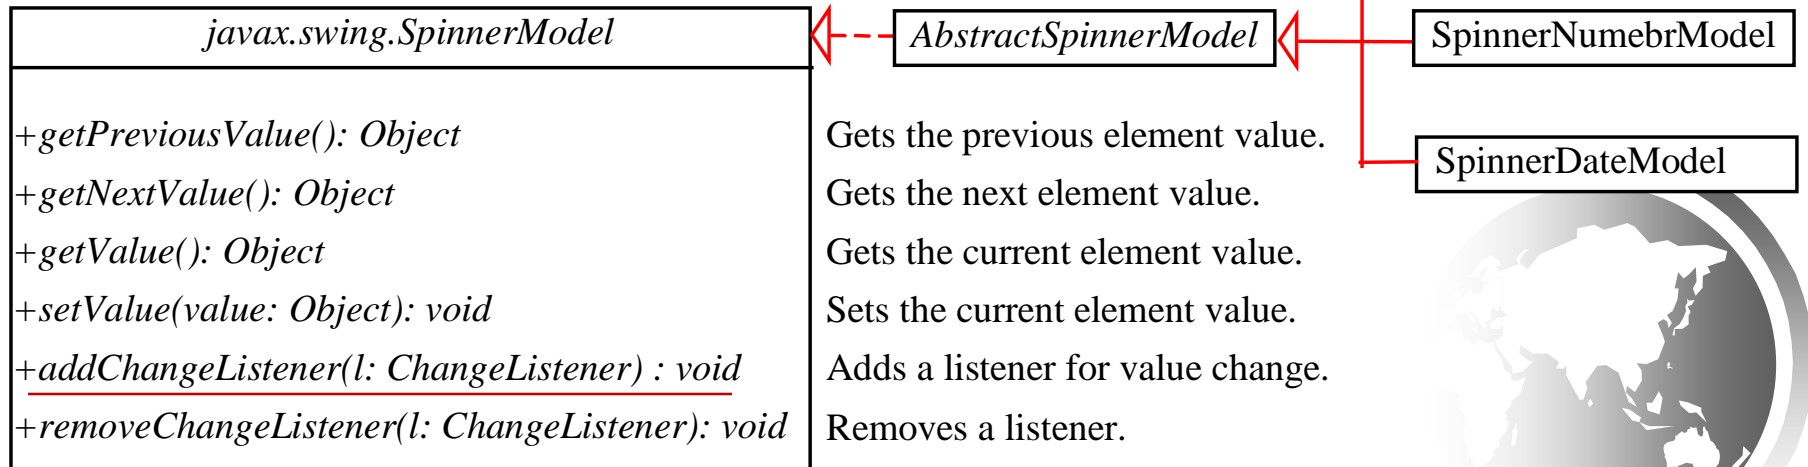 javax.swing.SpinnerModel
AbstractSpinnerModel
SpinnerNumebrModel
SpinnerDateModel
+getPreviousValue(): Object Gets the previous element value.
+getNextValue(): Object Gets the next element value.
+getValue(): Object Gets the current element value.
+setValue(value: Object): void Sets the current element value.
+addChangeListener(l: ChangeListener) : void Adds a listener for value change.
+removeChangeListener(l: ChangeListener): void Removes a listener.